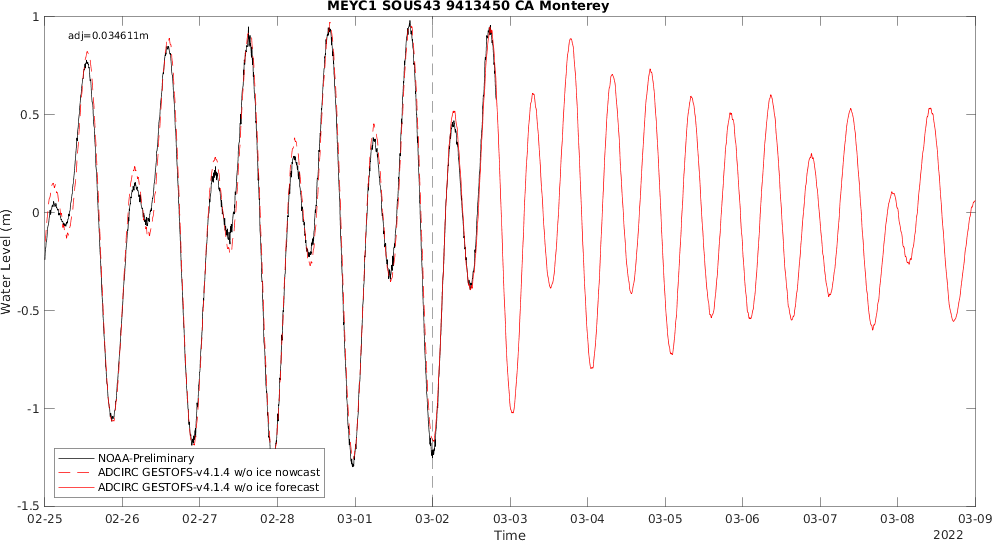 MEYC1 SOUS43 9413450 CA Monterey
adj=0.034611m
1
0.5
0
-0.5
-1
-1.5
Water Level (m)
NOAA-Preliminary
ADCIRC GESTOFS-v4.1.4 w/o ice nowcast
ADCIRC GESTOFS-v4.1.4 w/o ice forecast
02-25 02-26 02-27 02-28 03-01 03-02 03-03 03-04 03-05 03-06 03-07 03-08 03-09
Time
2022